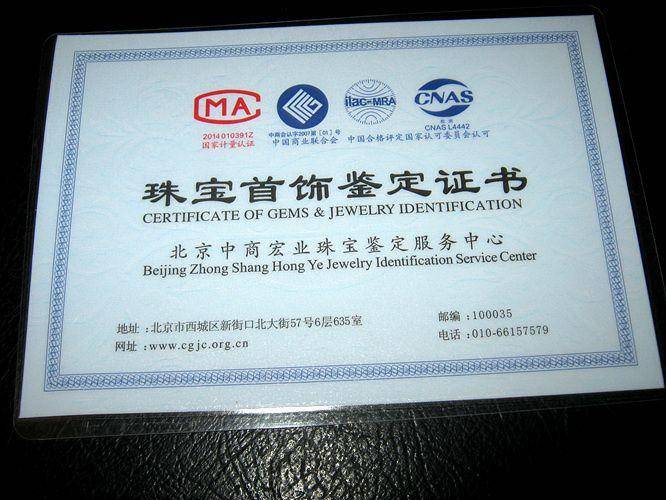 MA
ilac-MRA
CNAS
检测
CNAS L4442
2014010391Z
国家计量认证
中商会认字2007第[01]号
中国商业联合会
中国合格评定国家认可委员会认可
珠宝首饰鉴定证书
CERTIFICATE OF GEMS & JEWELRY IDENTIFICATION
北京中商宏业珠宝鉴定服务中心
Beijing Zhong Shang Hong Ye Jewelry Identification Service Center
地址:北京市西城区新街口北大街57号6层635室
邮编:100035
网址:www.cgjc.org.cn
电话:010-66157579